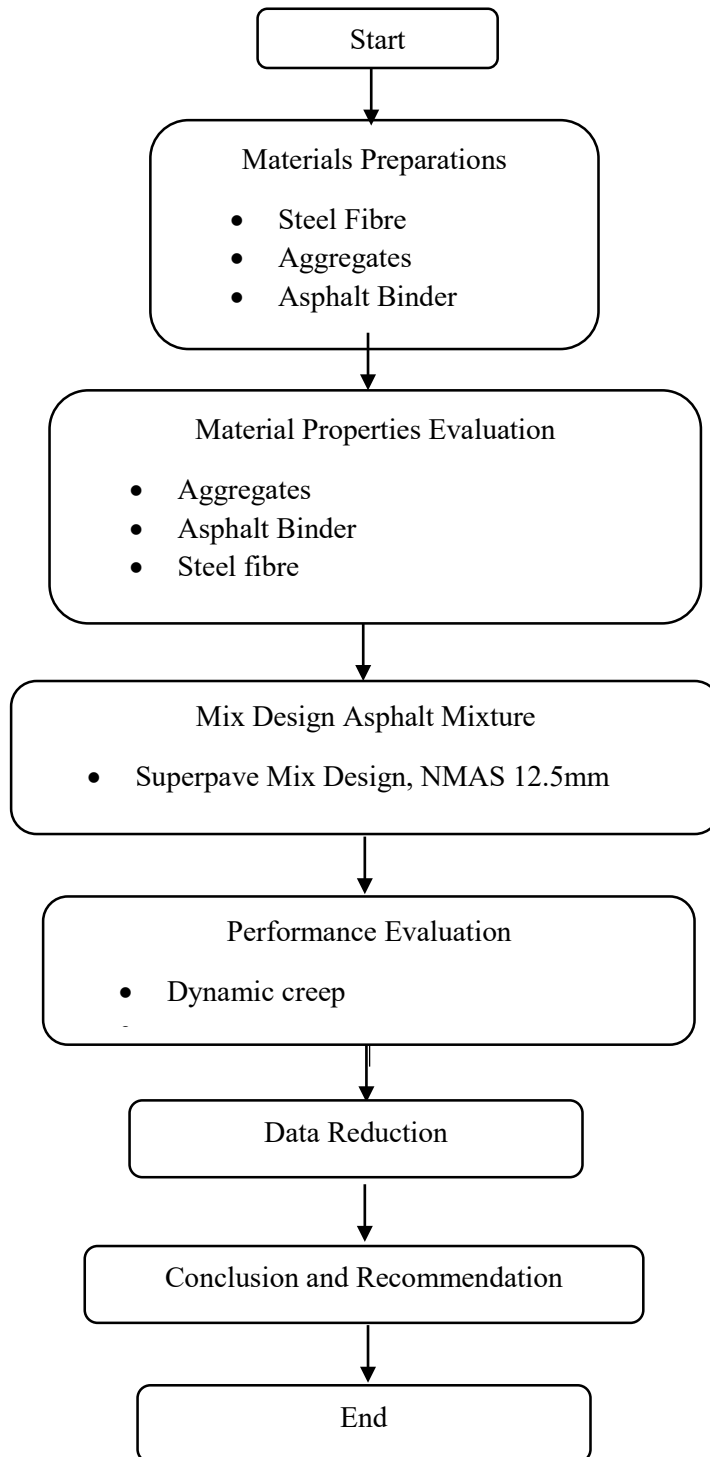 Start
Materials Preparations
• Steel Fibre
• Aggregates
• Asphalt Binder
Material Properties Evaluation
• Aggregates
• Asphalt Binder
• Steel fibre
Mix Design Asphalt Mixture
• Superpave Mix Design, NMAS 12.5mm
Performance Evaluation
• Dynamic creep
Data Reduction
Conclusion and Recommendation
End